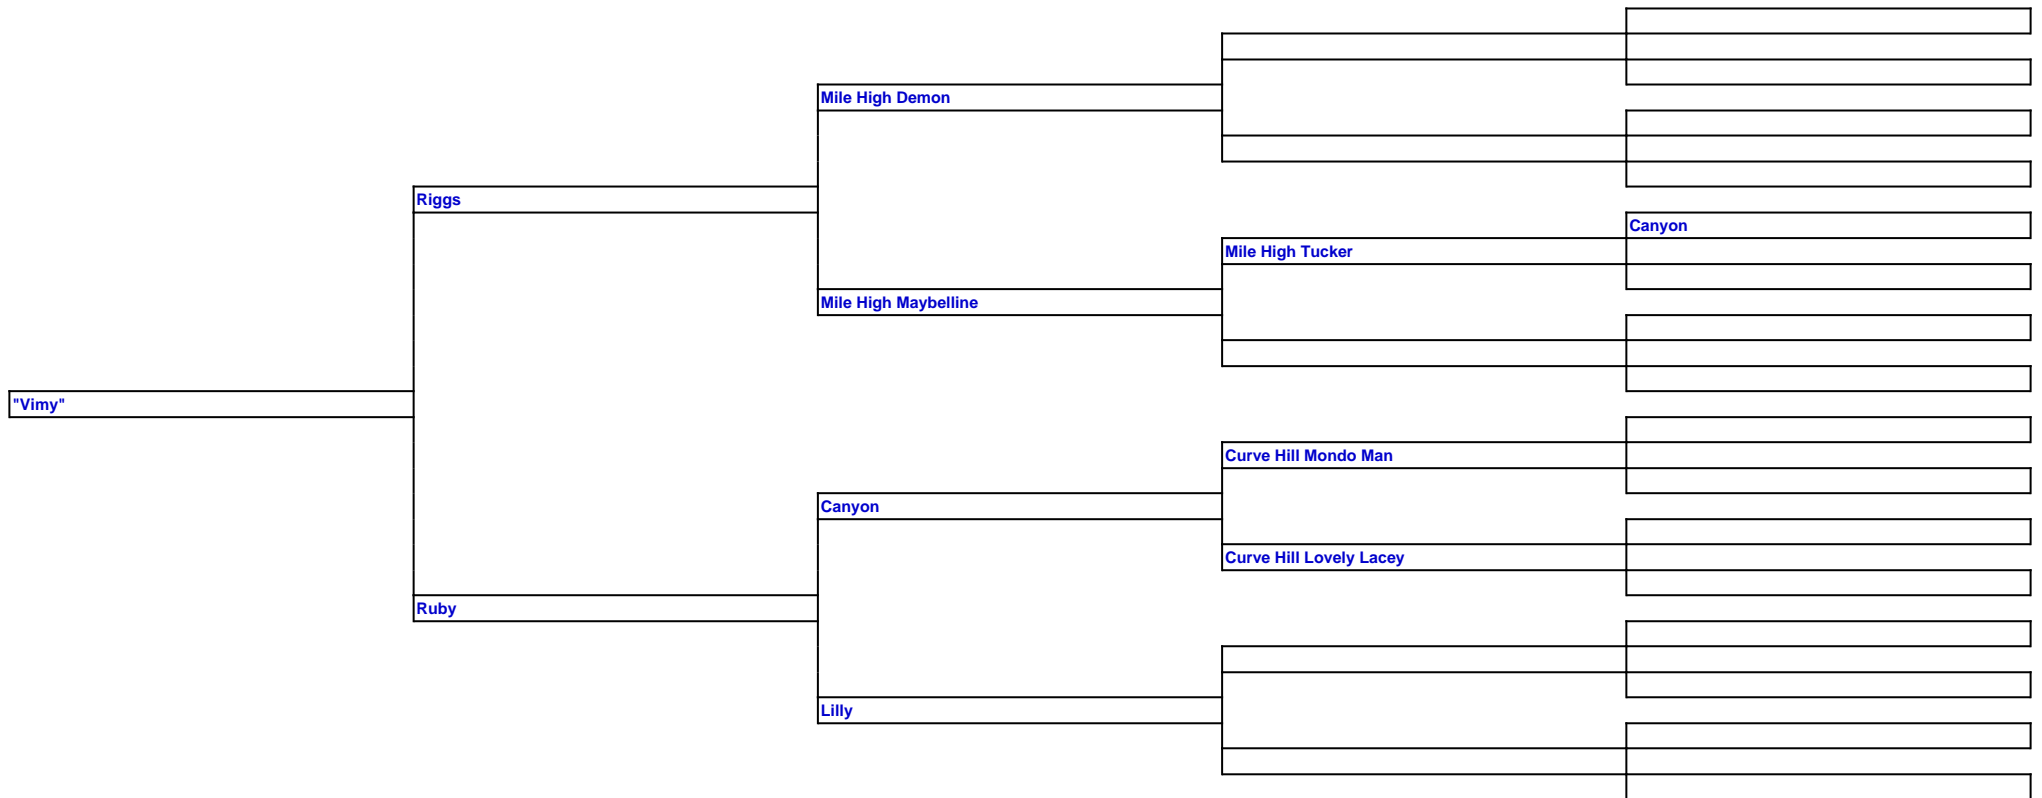 Mile High Demon
Riggs
Canyon
Mile High Tucker
Mile High Maybelline
"Vimy"
Curve Hill Mondo Man
Canyon
Curve Hill Lovely Lacey
Ruby
Lilly